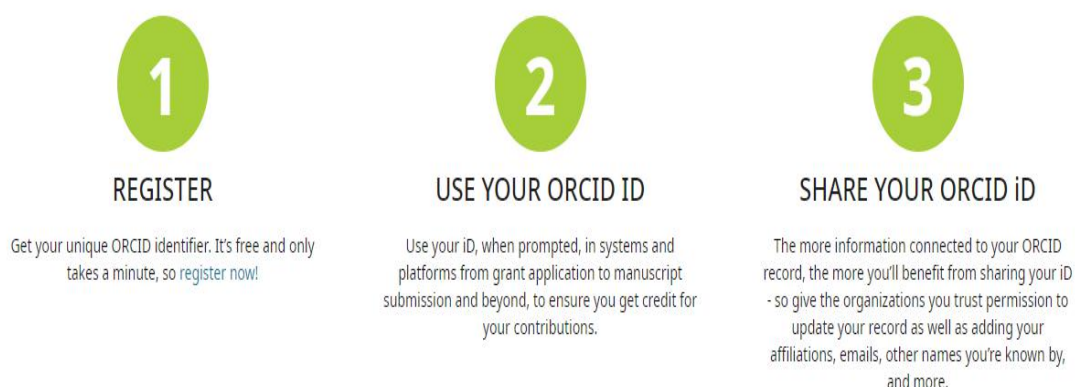 1
REGISTER
Get your unique ORCID identifier. It's free and only
takes a minute, so register now!
2
USE YOUR ORCID ID
Use your iD, when prompted, in systems and
platforms from grant application to manuscript
submission and beyond, to ensure you get credit for
your contributions.
3
SHARE YOUR ORCID iD
The more information connected to your ORCID
record, the more you'll benefit from sharing your iD
- so give the organizations you trust permission to
update your record as well as adding your
affiliations, emails, other names you're known by,
and more.